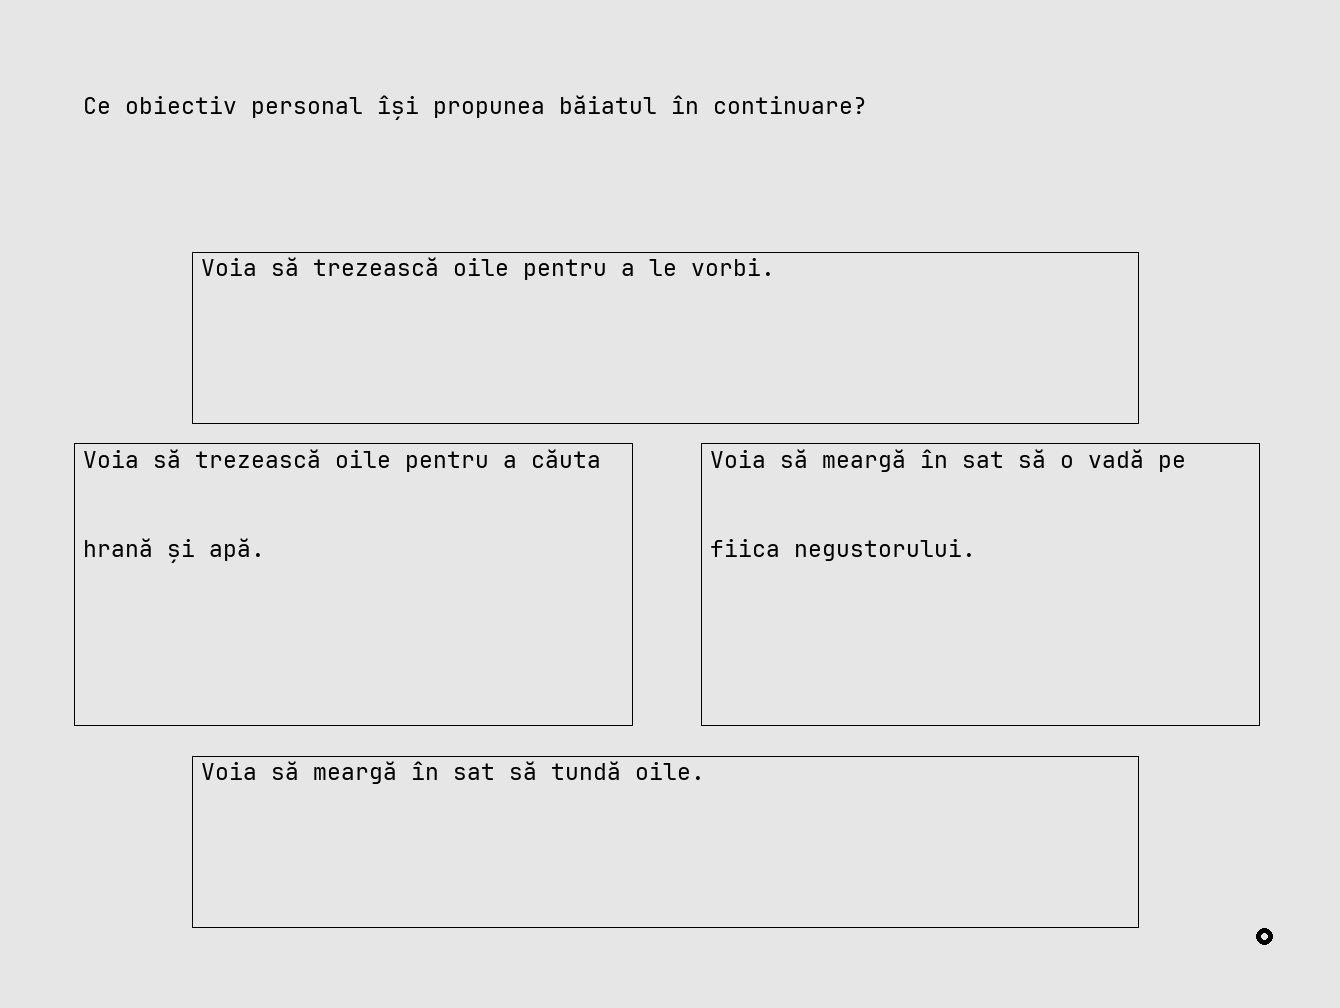 Ce obiectiv personal își propunea băiatul în continuare?
Voia să trezească oile pentru a le vorbi.
Voia să trezească oile pentru a căuta
hrană și apă.
Voia să meargă în sat să o vadă pe
fiica negustorului.
Voia să meargă în sat să tundă oile.